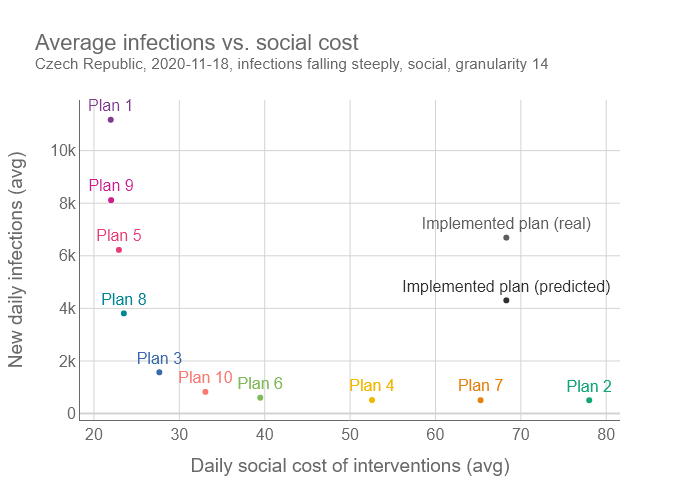 Average infections vs. social cost
Czech Republic, 2020-11-18, infections falling steeply, social, granularity 14
Plan 1
10k
Plan 9
8k
Implemented plan (real)
Plan 5
6k
Implemented plan (predicted)
Plan 8
4k
Plan 3
2k
Plan 10
Plan 6
Plan 4
Plan 7
Plan 2
0
20
30
40
50
60
70
80
New daily infections (avg)
Daily social cost of interventions (avg)